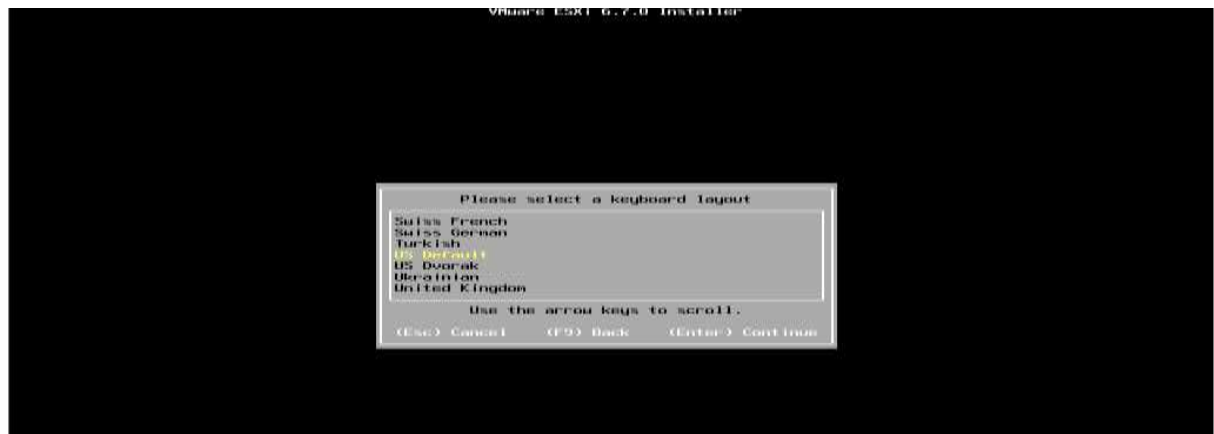 VMware ESXi 6.7.0 Installer
Please select a keyboard layout
Swiss French
Swiss German
Turkish
US Default
US Dvorak
Ukrainian
United Kingdom
Use the arrow keys to scroll.
(Esc) Cancel (F9) Back (Enter) Continue